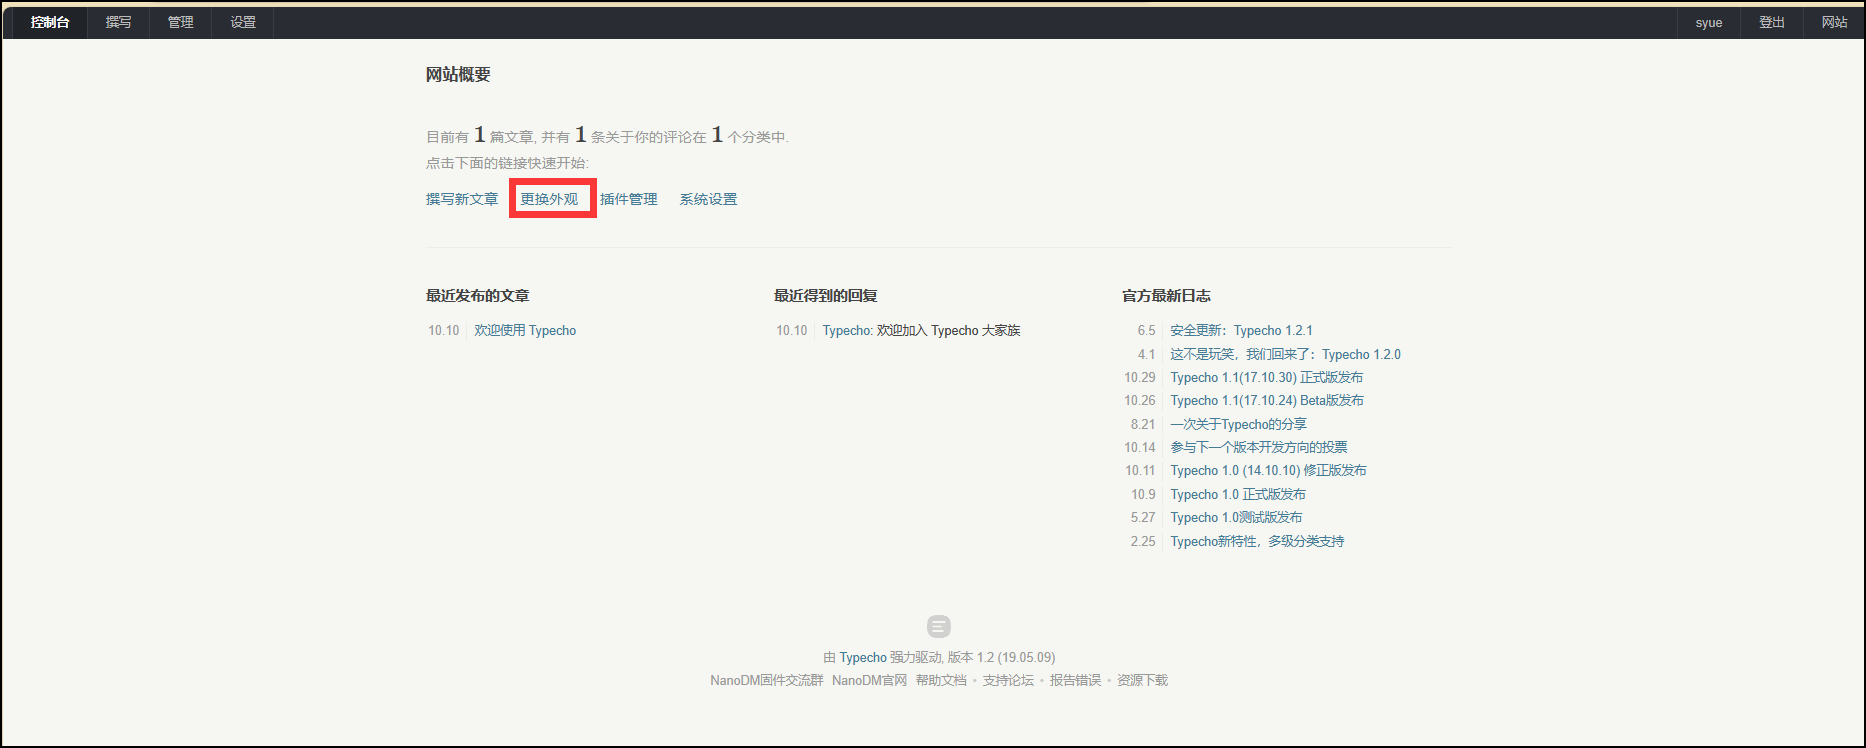 控制台 撰写 管理 设置 syue 登出 网站
网站概要
目前有 1 篇文章, 并有 1 条关于你的评论在 1 个分类中.
点击下面的链接快速开始:
撰写新文章 更换外观 插件管理 系统设置
最近发布的文章
10.10 欢迎使用 Typecho
最近得到的回复
10.10 Typecho: 欢迎加入 Typecho 大家族
官方最新日志
6.5 安全更新：Typecho 1.2.1
4.1 这不是玩笑，我们回来了：Typecho 1.2.0
10.29 Typecho 1.1(17.10.30) 正式版发布
10.26 Typecho 1.1(17.10.24) Beta版发布
8.21 一次关于Typecho的分享
10.14 参与下一个版本开发方向的投票
10.11 Typecho 1.0 (14.10.10) 修正版发布
10.9 Typecho 1.0 正式版发布
5.27 Typecho 1.0测试版发布
2.25 Typecho新特性，多级分类支持
由 Typecho 强力驱动, 版本 1.2 (19.05.09)
NanoDM固件交流群 NanoDM官网 帮助文档 • 支持论坛 • 报告错误 • 资源下载